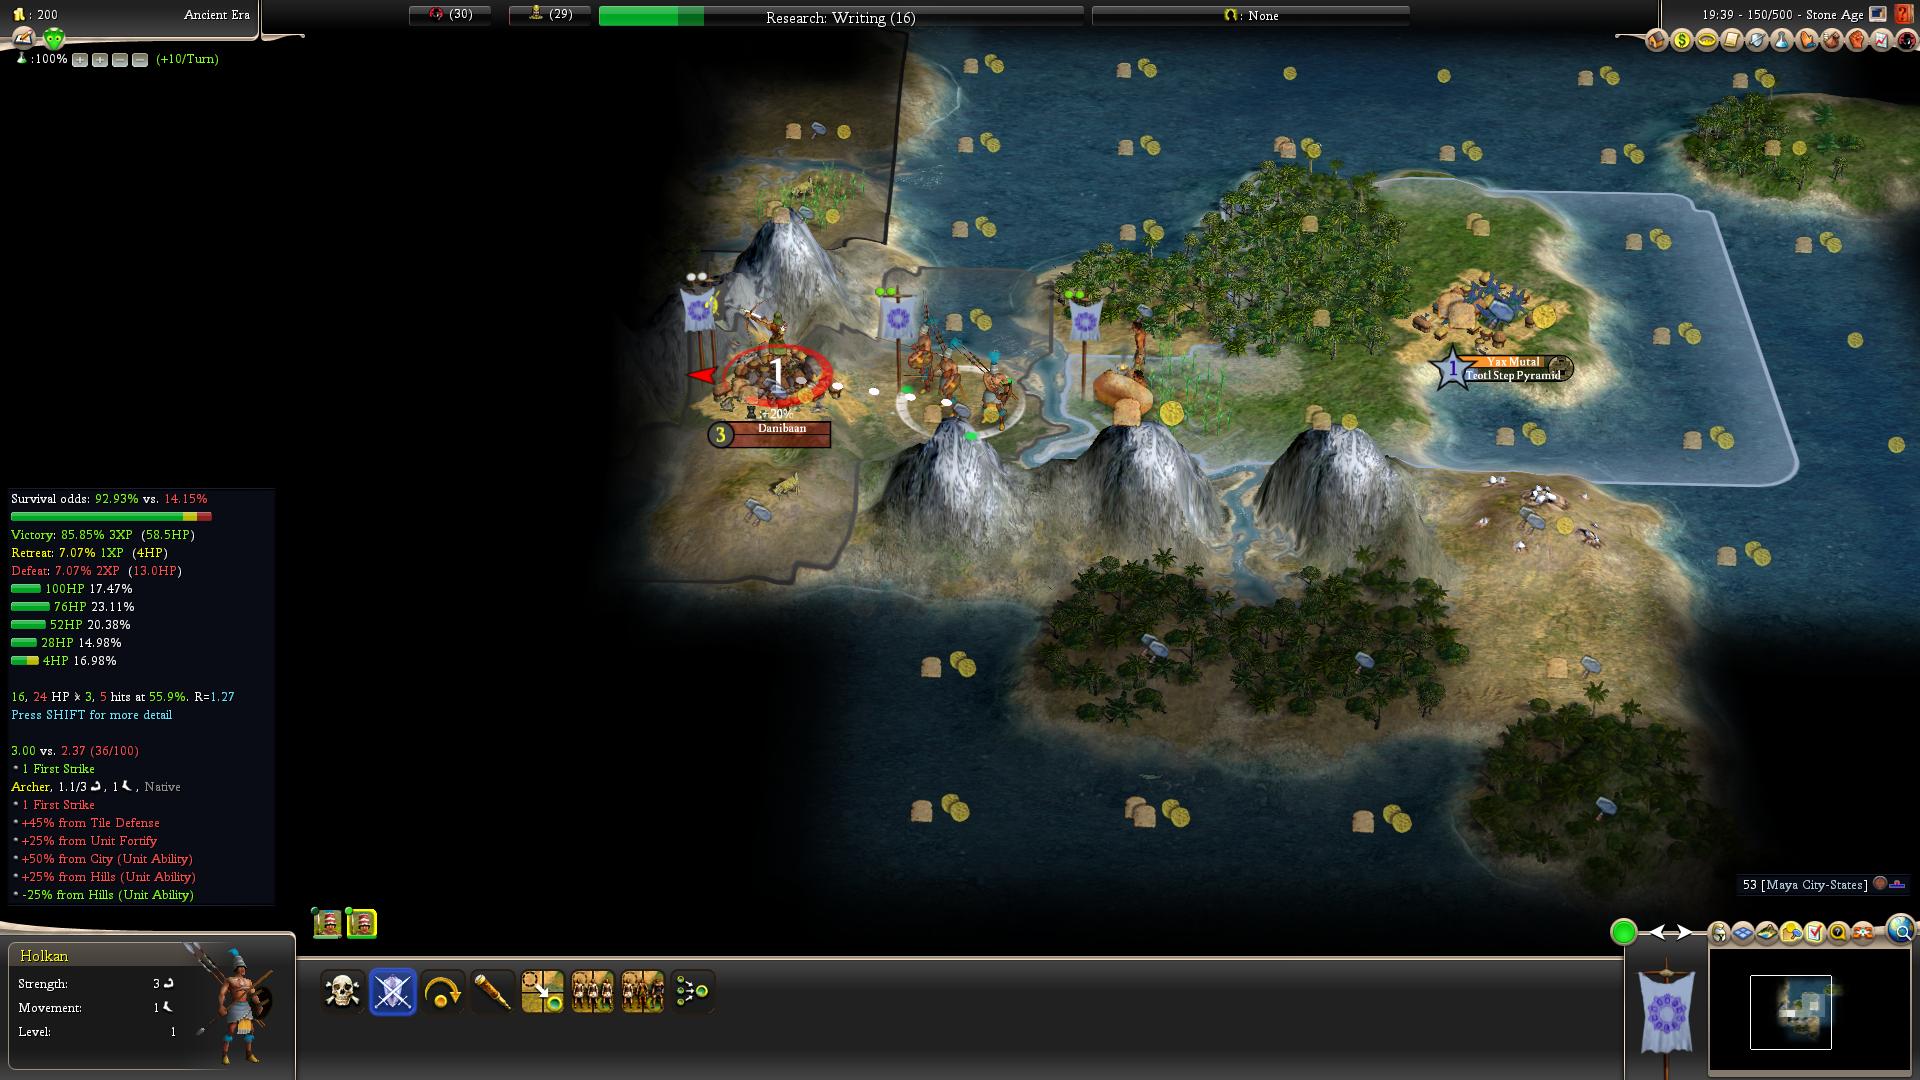 : 200
Ancient Era
(30)
(29)
Research: Writing (16)
: None
19:39 - 150/500 - Stone Age
:100%
(+10/Turn)
1
:+20%
3
Danibaan
1
Yax Mutal
Teotl Step Pyramid
Survival odds: 92.93% vs. 14.15%
Victory: 85.85% 3XP (58.5HP)
Retreat: 7.07% 1XP (4HP)
Defeat: 7.07% 2XP (13.0HP)
100HP 17.47%
76HP 23.11%
52HP 20.38%
28HP 14.98%
4HP 16.98%
16, 24 HP × 3, 5 hits at 55.9%. R=1.27
Press SHIFT for more detail
3.00 vs. 2.37 (36/100)
* 1 First Strike
Archer, 1.1/3 , 1 , Native
* 1 First Strike
* +45% from Tile Defense
* +25% from Unit Fortify
* +50% from City (Unit Ability)
* +25% from Hills (Unit Ability)
* -25% from Hills (Unit Ability)
53 [Maya City-States]
Holkan
Strength: 3
Movement: 1
Level: 1